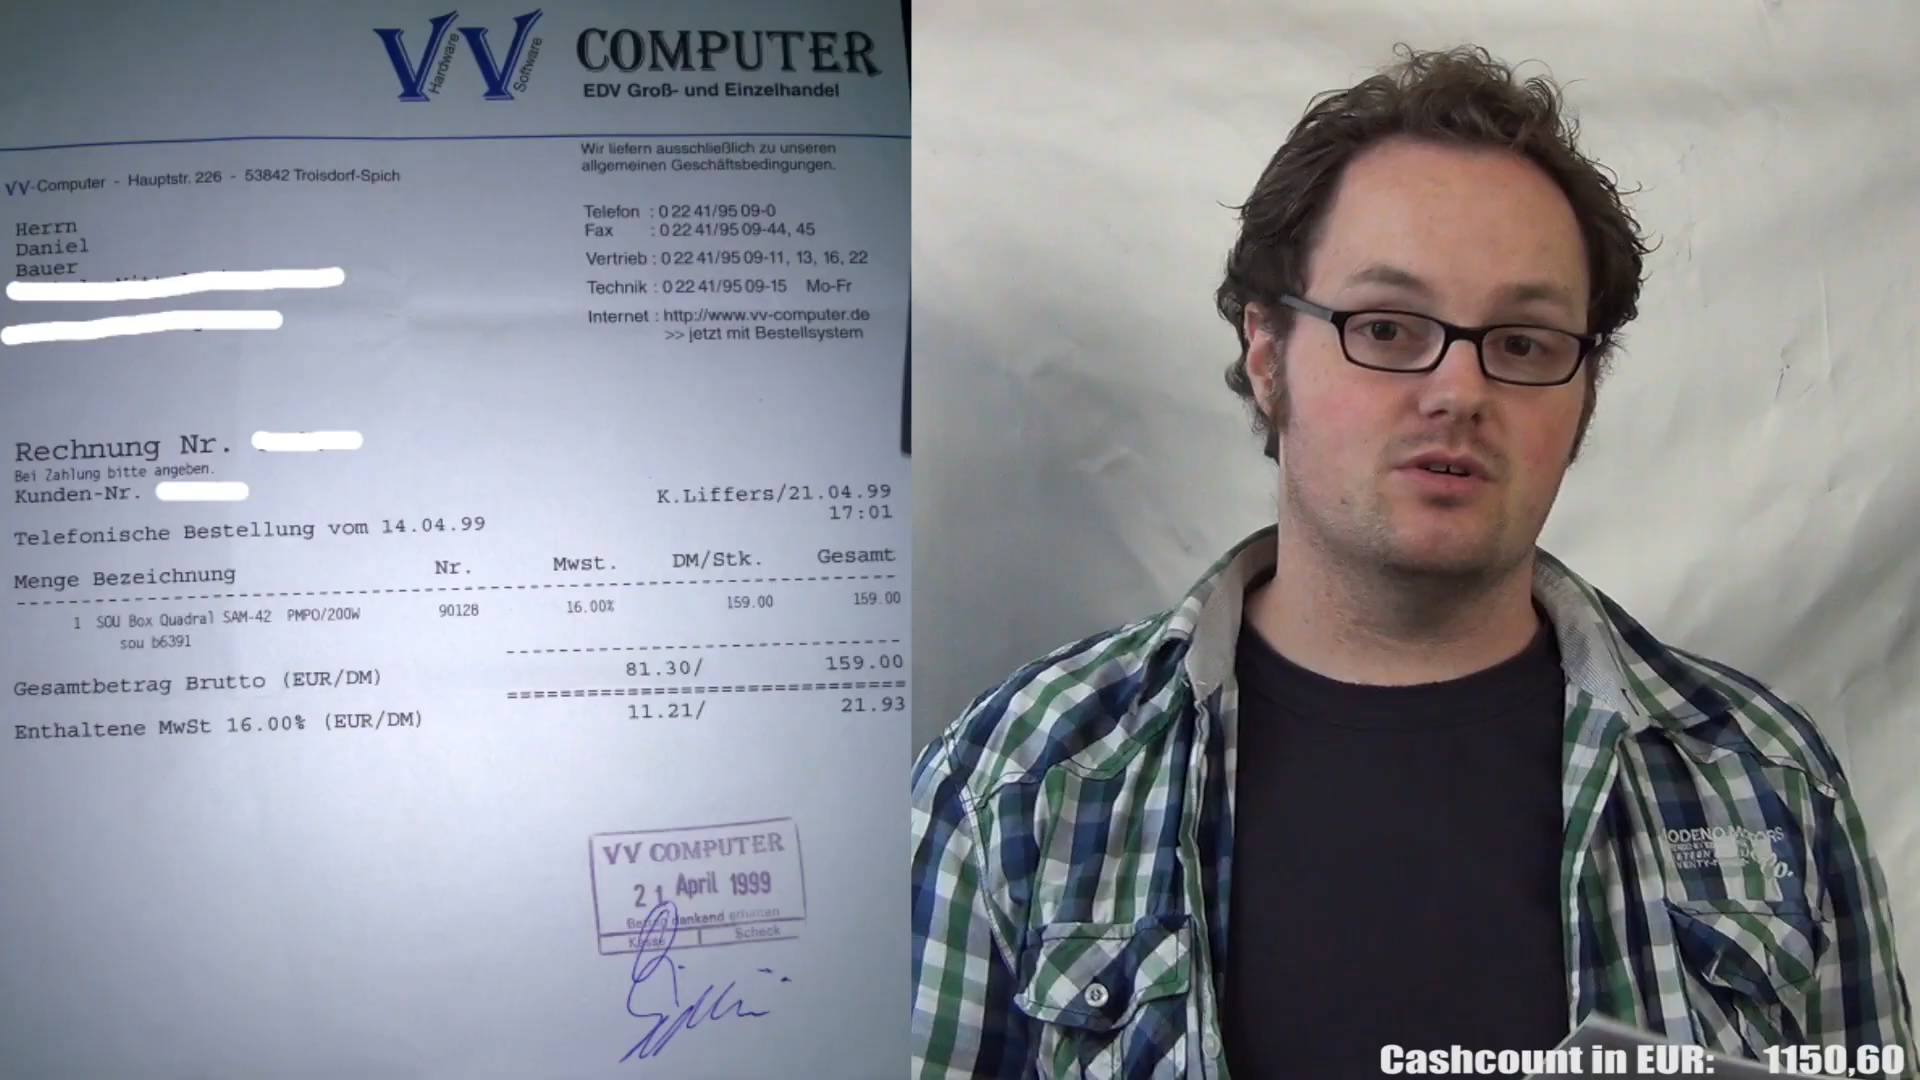 VV COMPUTER
Hardware
Software
EDV Groß- und Einzelhandel
Wir liefern ausschließlich zu unseren
allgemeinen Geschäftsbedingungen.
VV-Computer - Hauptstr. 226 - 53842 Troisdorf-Spich
Telefon : 0 22 41/95 09-0
Fax : 0 22 41/95 09-44, 45
Vertrieb : 0 22 41/95 09-11, 13, 16, 22
Technik : 0 22 41/95 09-15 Mo-Fr
Internet : http://www.vv-computer.de
>> jetzt mit Bestellsystem
Herrn
Daniel
Bauer
Rechnung Nr.
Bei Zahlung bitte angeben.
Kunden-Nr.
K.Liffers/21.04.99
17:01
Telefonische Bestellung vom 14.04.99
Menge Bezeichnung Nr. Mwst. DM/Stk. Gesamt
1 SOU Box Quadral SAM-42 PMPO/200W 90128 16.00% 159.00 159.00
sou b6391
Gesamtbetrag Brutto (EUR/DM) 81.30/ 159.00
Enthaltene MwSt 16.00% (EUR/DM) 11.21/ 21.93
VV COMPUTER
21 April 1999
Betrag dankend erhalten
Kasse Scheck
MOTORS
Co.
Cashcount in EUR: 1150,60